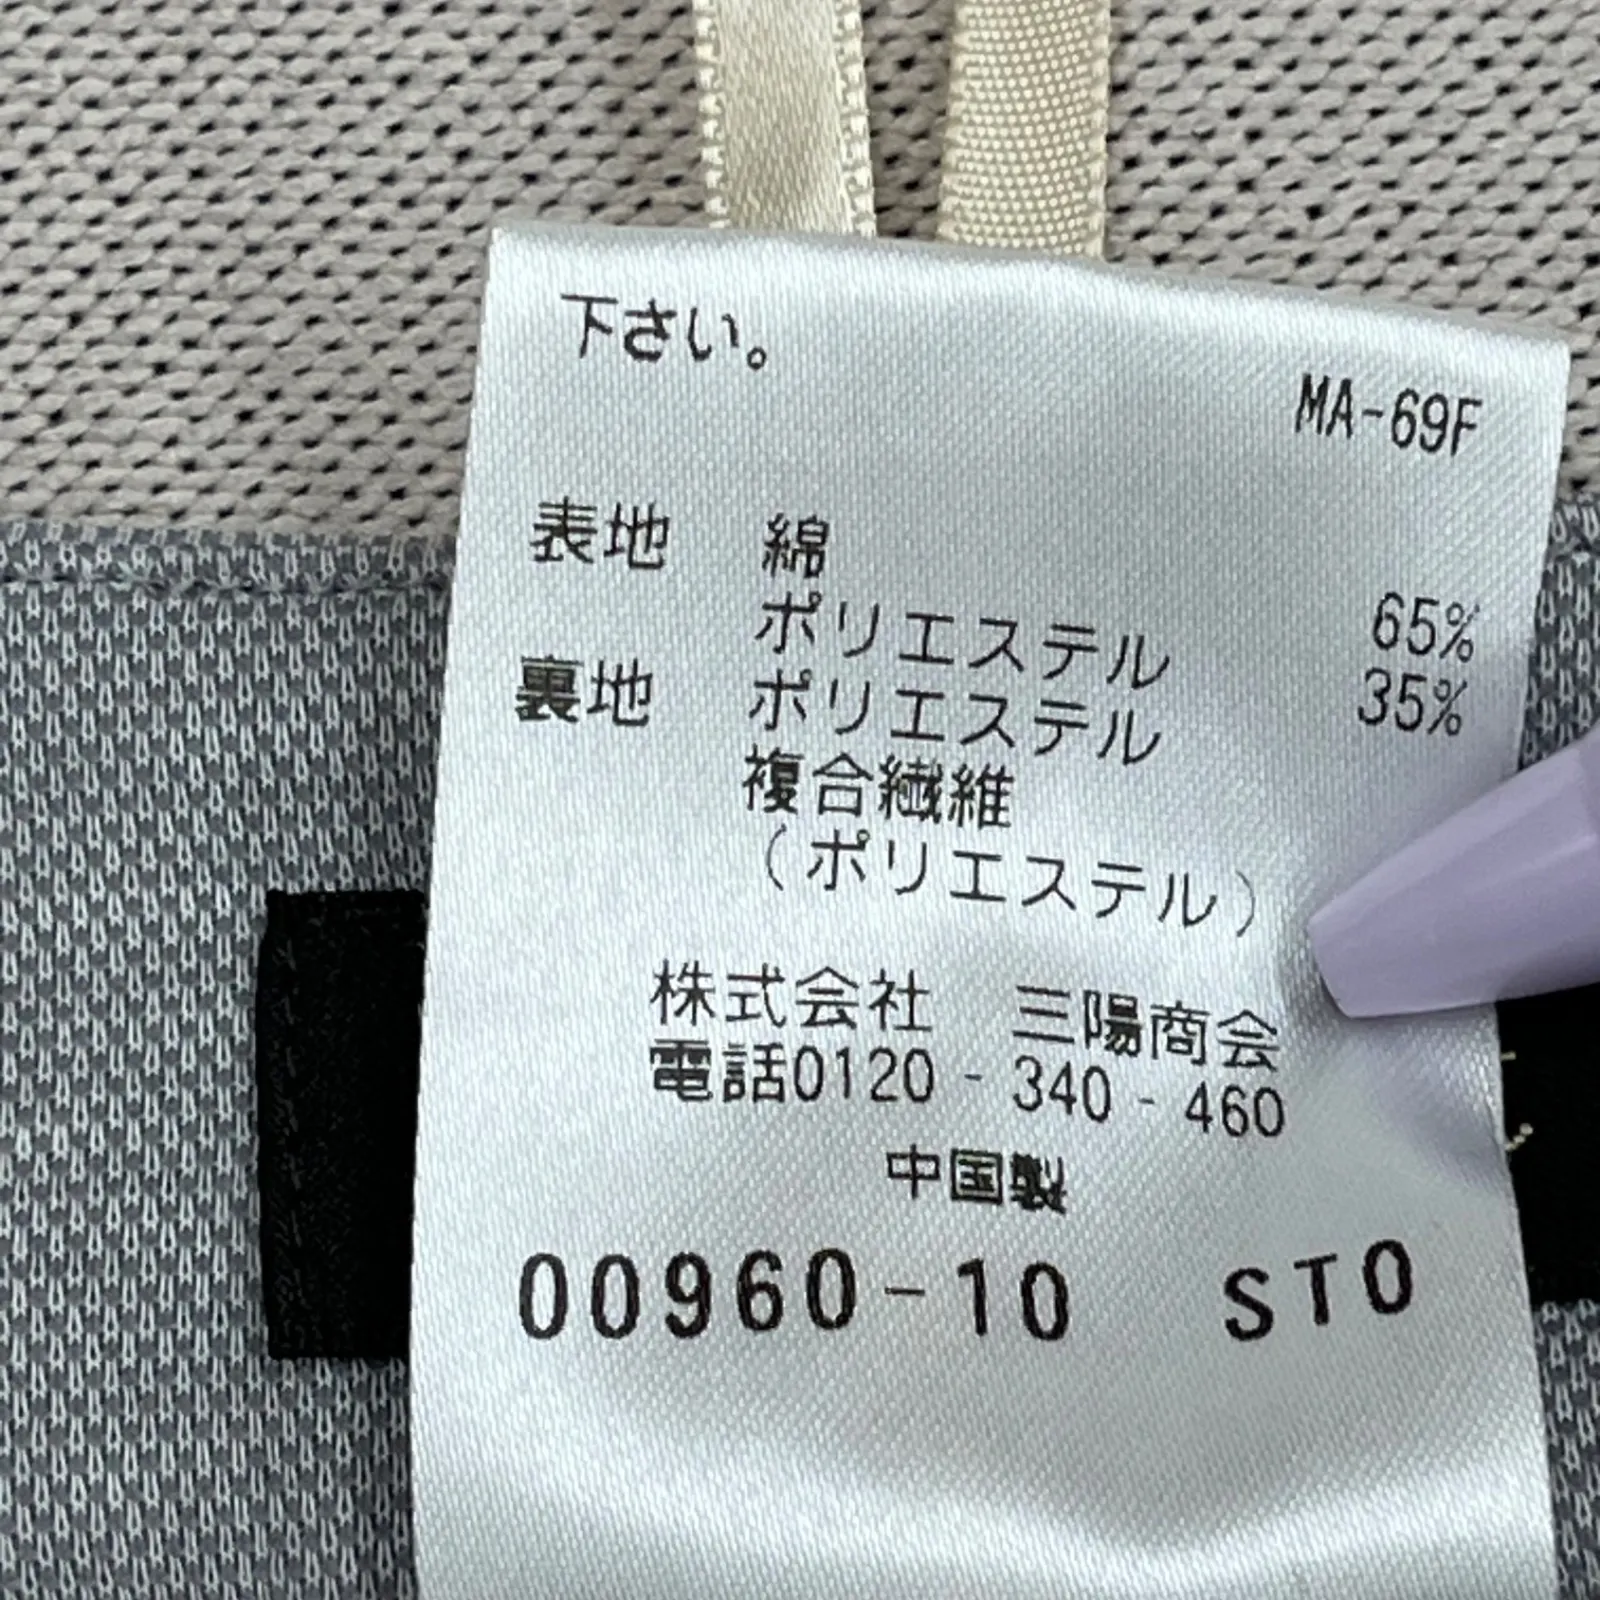 下さい。
MA-69F
表地 綿 65%
ポリエステル 35%
裏地 ポリエステル
複合繊維
(ポリエステル)
株式会社 三陽商会
電話0120-340-460
中国製
00960-10 STO